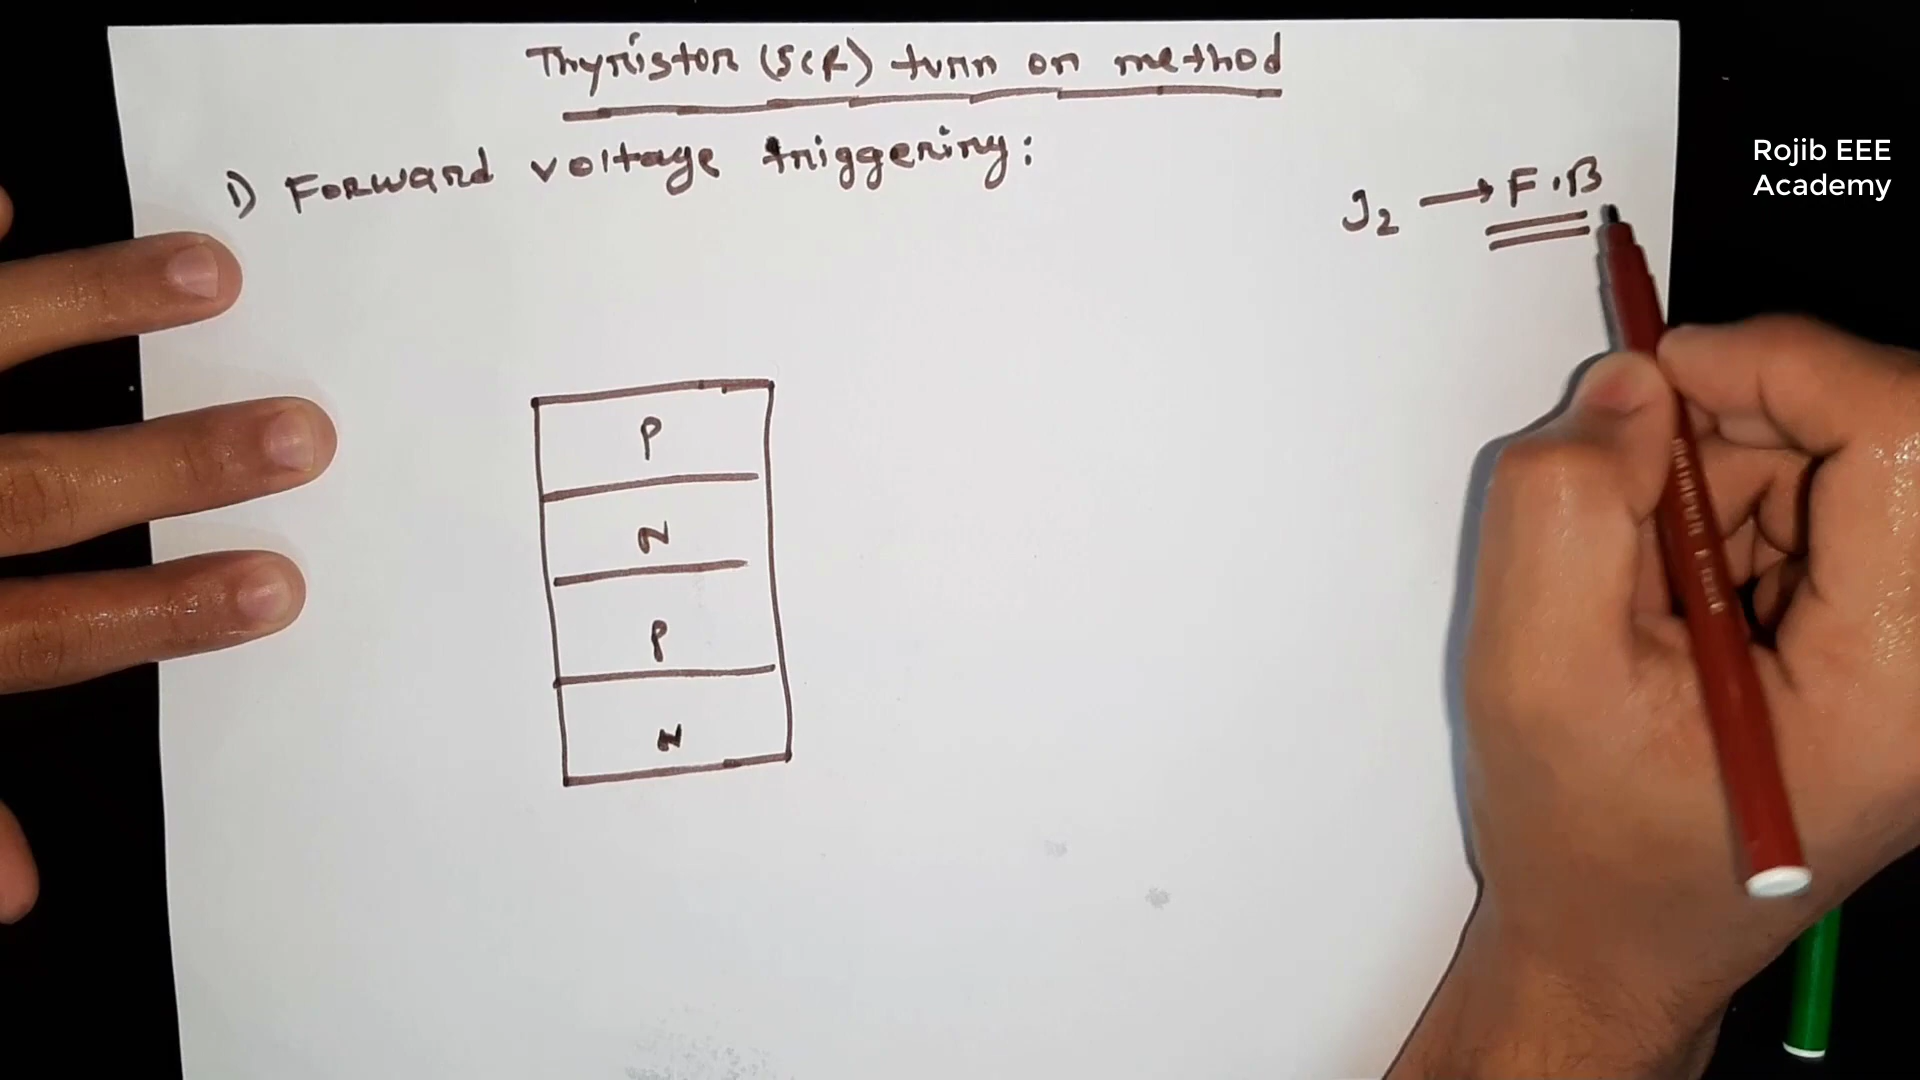 Thyristor (SCR) turn on method
1) Forward voltage triggering:
J2 → F.B
Rojib EEE
Academy
P
N
P
N